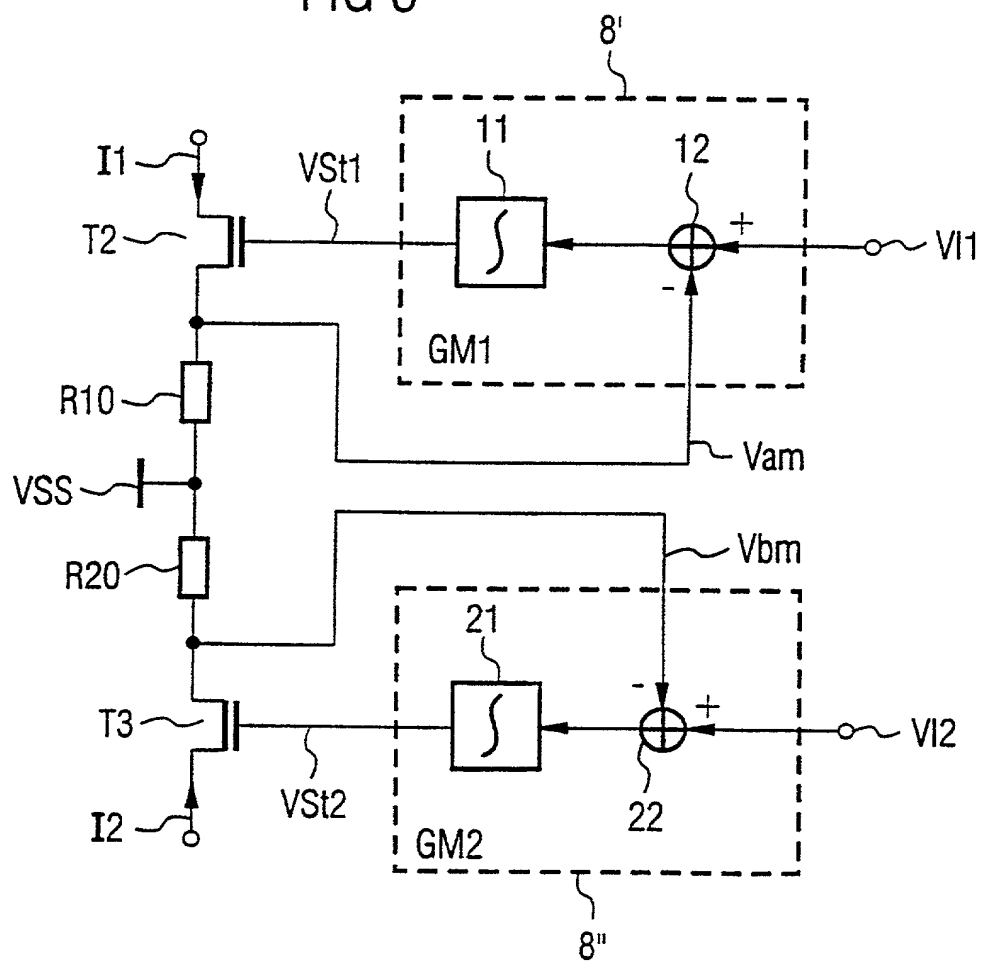 8'
I1
VSt1
11
12
+
T2
VI1
-
GM1
R10
Vam
VSS
Vbm
R20
21
-
+
T3
VI2
VSt2
22
I2
GM2
8"